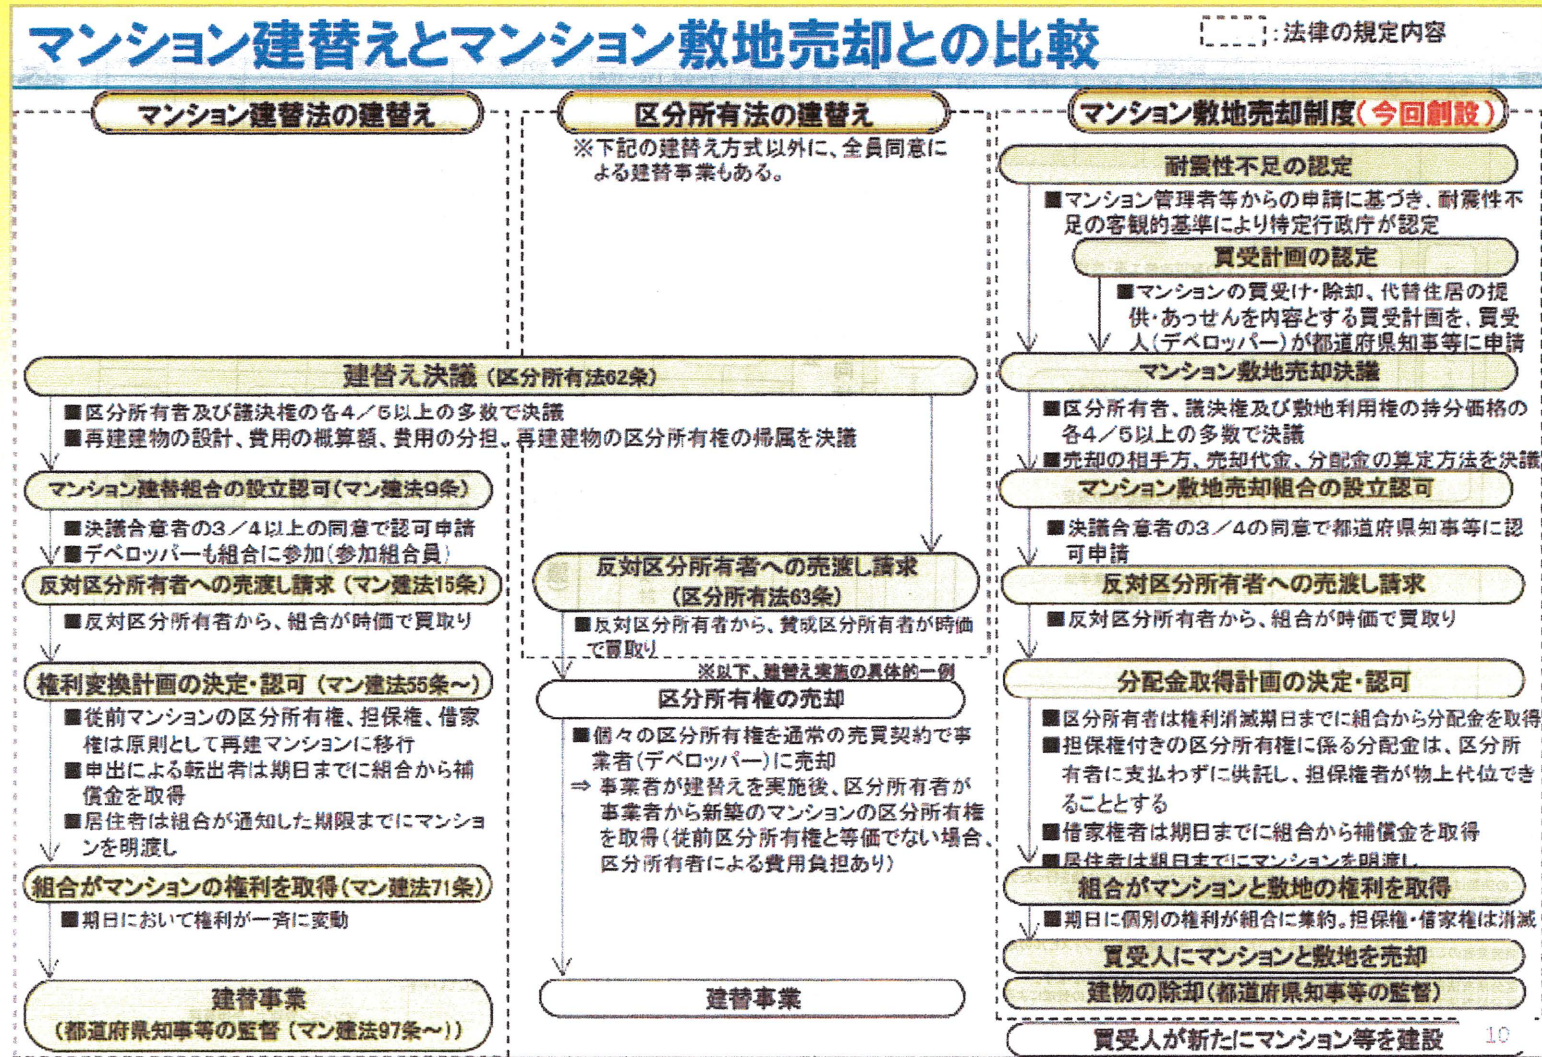 マンション建替えとマンション敷地売却との比較
:法律の規定内容
マンション建替法の建替え
建替え決議（区分所有法62条）
■区分所有者及び議決権の各4／5以上の多数で決議
■再建建物の設計、費用の概算額、費用の分担、再建建物の区分所有権の帰属を決議
マンション建替組合の設立認可(マン建法9条)
■決議合意者の3／4以上の同意で認可申請
■デベロッパーも組合に参加(参加組合員)
反対区分所有者への売渡し請求（マン建法15条）
■反対区分所有者から、組合が時価で買取り
権利変換計画の決定・認可（マン建法55条～）
■従前マンションの区分所有権、担保権、借家
権は原則として再建マンションに移行
■申出による転出者は期日までに組合から補
償金を取得
■居住者は組合が通知した期限までにマンショ
ンを明渡し
組合がマンションの権利を取得(マン建法71条)
■期日において権利が一斉に変動
建替事業
(都道府県知事等の監督（マン建法97条～）)
区分所有法の建替え
※下記の建替え方式以外に、全員同意に
よる建替事業もある。
反対区分所有者への売渡し請求
(区分所有法63条)
■反対区分所有者から、賛成区分所有者が時価
で買取り
※以下、建替え実施の具体的一例
区分所有権の売却
■個々の区分所有権を通常の売買契約で事
業者(デベロッパー)に売却
⇒ 事業者が建替えを実施後、区分所有者が
事業者から新築のマンションの区分所有権
を取得(従前区分所有権と等価でない場合、
区分所有者による費用負担あり)
建替事業
マンション敷地売却制度(今回創設)
耐震性不足の認定
■マンション管理者等からの申請に基づき、耐震性不
足の客観的基準により特定行政庁が認定
買受計画の認定
■マンションの買受け・除却、代替住居の提
供・あっせんを内容とする買受計画を、買受
人(デベロッパー)が都道府県知事等に申請
マンション敷地売却決議
■区分所有者、議決権及び敷地利用権の持分価格の
各4／5以上の多数で決議
■売却の相手方、売却代金、分配金の算定方法を決議
マンション敷地売却組合の設立認可
■決議合意者の3／4の同意で都道府県知事等に認
可申請
反対区分所有者への売渡し請求
■反対区分所有者から、組合が時価で買取り
分配金取得計画の決定・認可
■区分所有者は権利消滅期日までに組合から分配金を取得
■担保権付きの区分所有権に係る分配金は、区分所
有者に支払わずに供託し、担保権者が物上代位でき
ることとする
■借家権者は期日までに組合から補償金を取得
■居住者は期日までにマンションを明渡し
組合がマンションと敷地の権利を取得
■期日に個別の権利が組合に集約。担保権・借家権は消滅
買受人にマンションと敷地を売却
建物の除却(都道府県知事等の監督)
買受人が新たにマンション等を建設
10